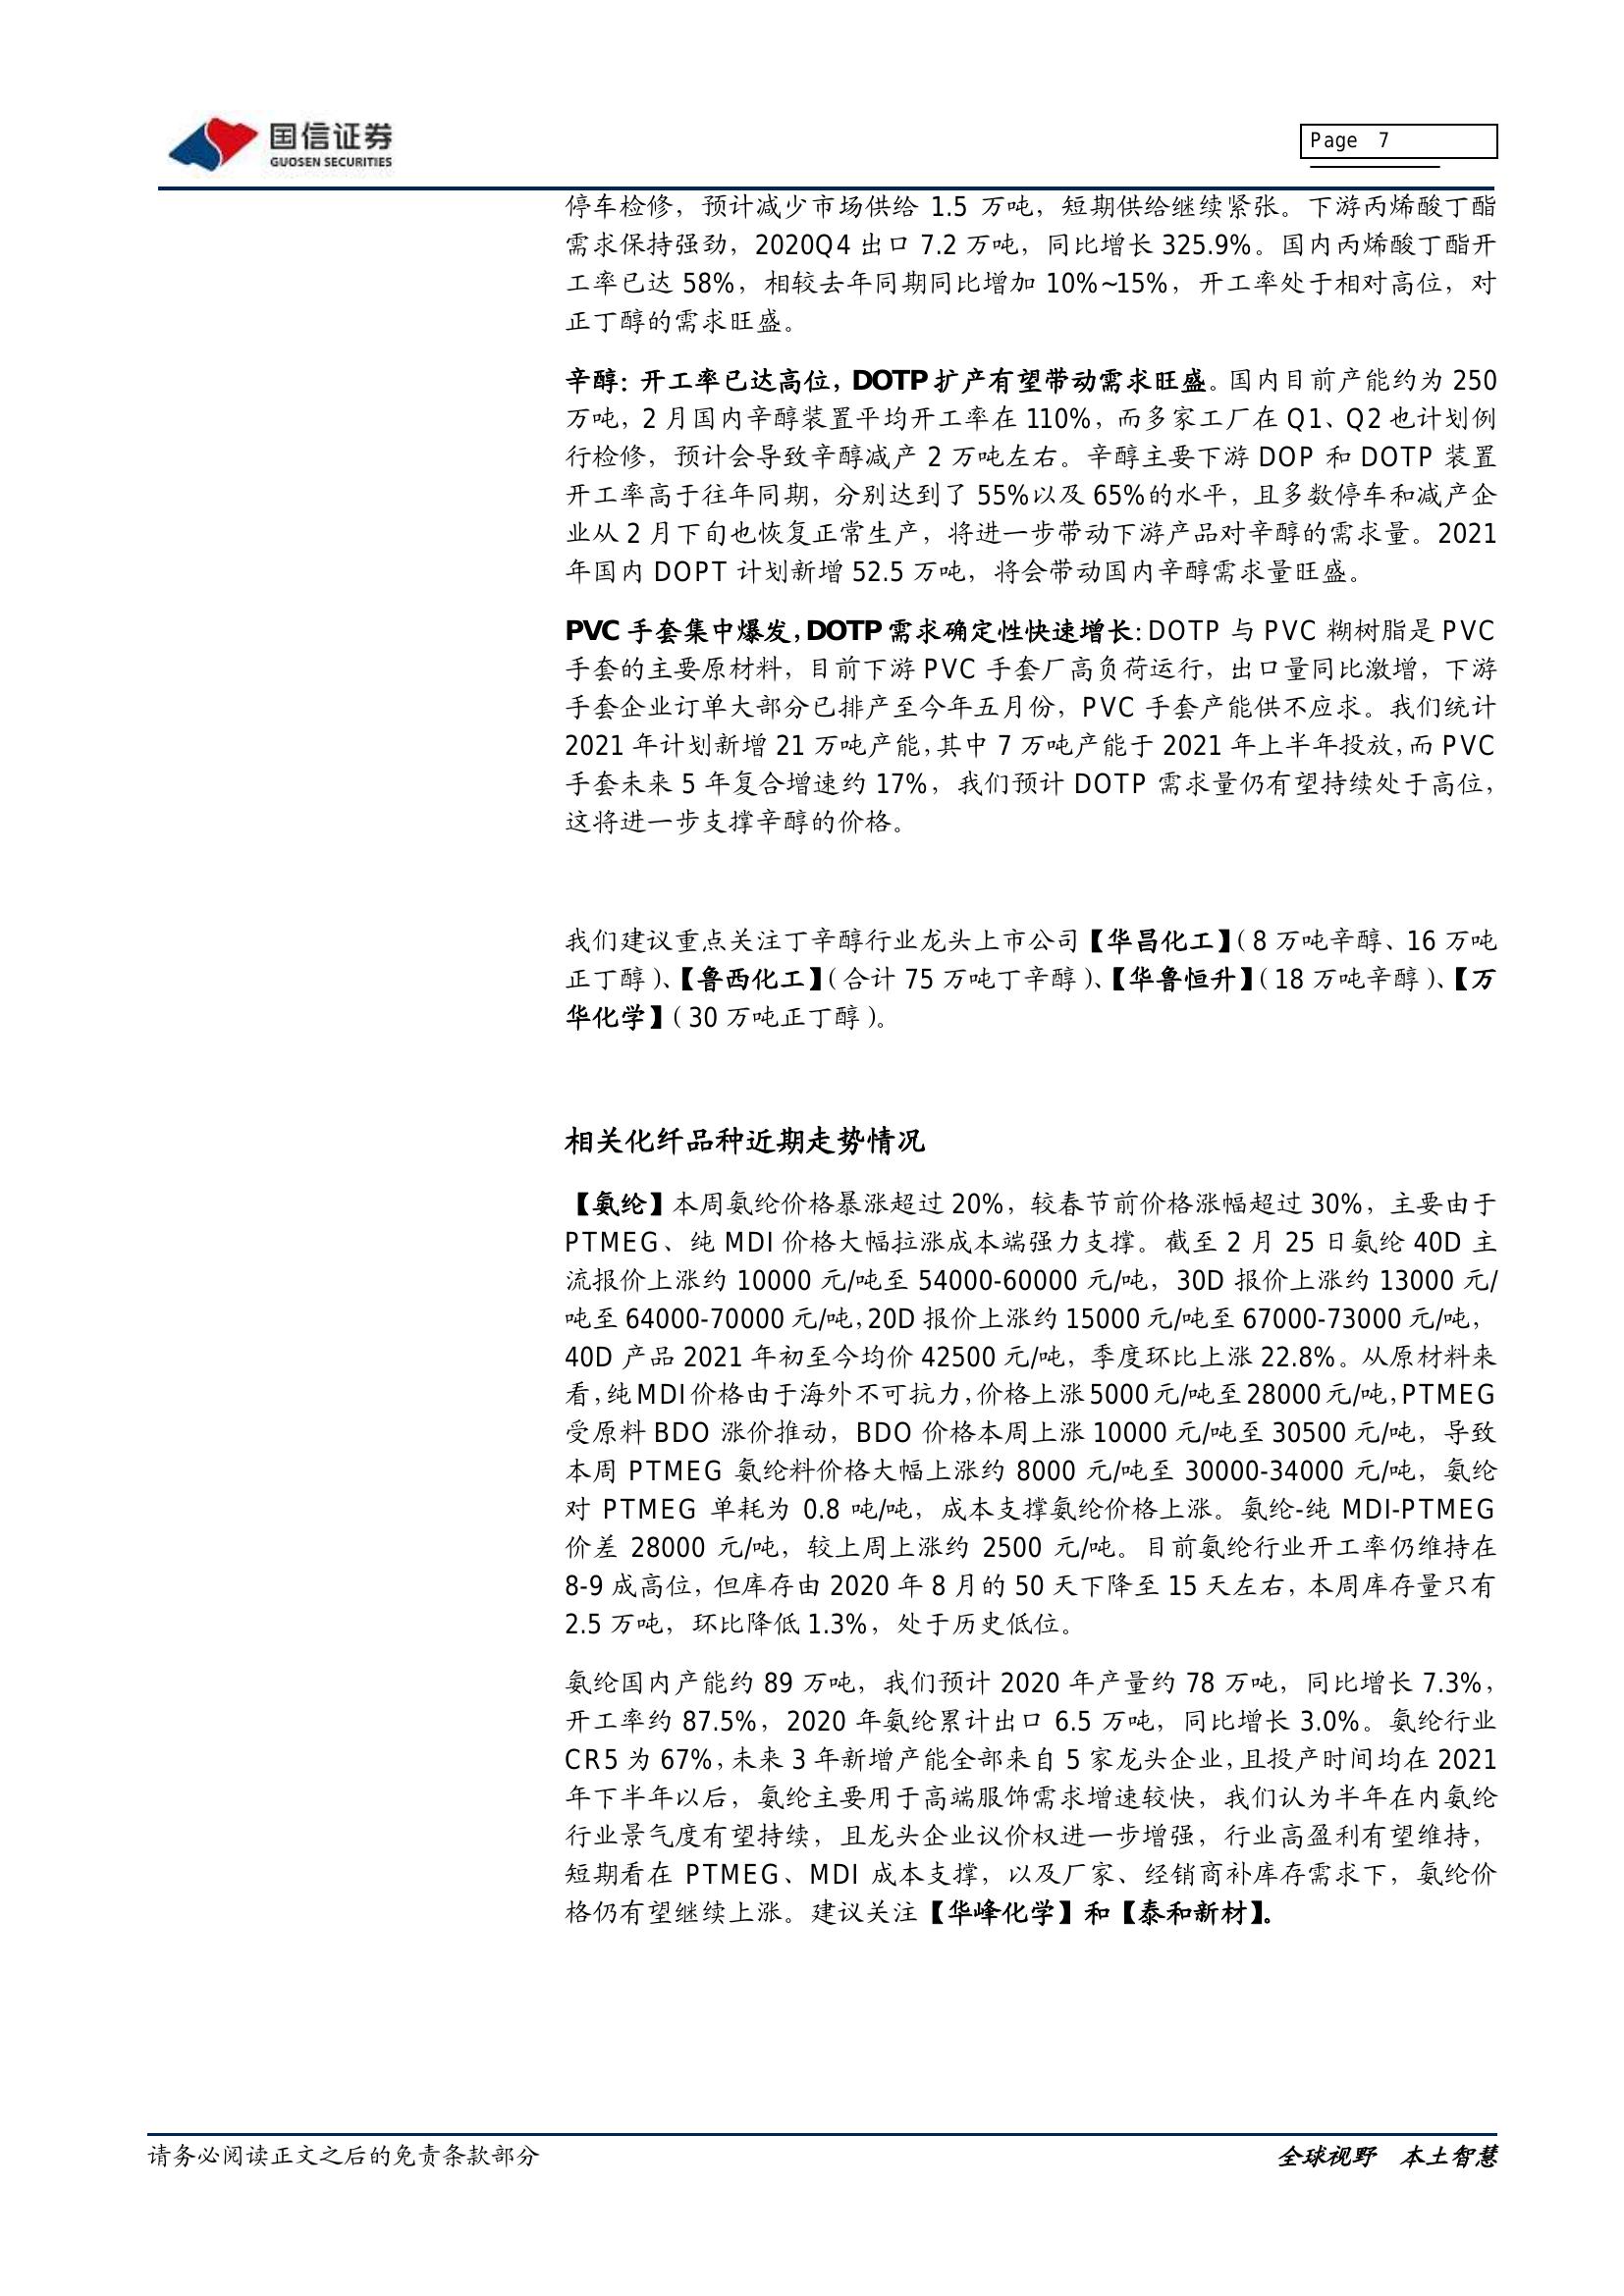 国信证券
GUOSEN SECURITIES
Page 7
停车检修，预计减少市场供给 1.5 万吨，短期供给继续紧张。下游丙烯酸丁酯
需求保持强劲，2020Q4 出口 7.2 万吨，同比增长 325.9%。国内丙烯酸丁酯开
工率已达 58%，相较去年同期同比增加 10%~15%，开工率处于相对高位，对
正丁醇的需求旺盛。
辛醇：开工率已达高位，DOTP 扩产有望带动需求旺盛。国内目前产能约为 250
万吨，2 月国内辛醇装置平均开工率在 110%，而多家工厂在 Q1、Q2 也计划例
行检修，预计会导致辛醇减产 2 万吨左右。辛醇主要下游 DOP 和 DOTP 装置
开工率高于往年同期，分别达到了 55%以及 65%的水平，且多数停车和减产企
业从 2 月下旬也恢复正常生产，将进一步带动下游产品对辛醇的需求量。2021
年国内 DOPT 计划新增 52.5 万吨，将会带动国内辛醇需求量旺盛。
PVC 手套集中爆发，DOTP 需求确定性快速增长：DOTP 与 PVC 糊树脂是 PVC
手套的主要原材料，目前下游 PVC 手套厂高负荷运行，出口量同比激增，下游
手套企业订单大部分已排产至今年五月份，PVC 手套产能供不应求。我们统计
2021 年计划新增 21 万吨产能，其中 7 万吨产能于 2021 年上半年投放，而 PVC
手套未来 5 年复合增速约 17%，我们预计 DOTP 需求量仍有望持续处于高位，
这将进一步支撑辛醇的价格。
我们建议重点关注丁辛醇行业龙头上市公司【华昌化工】（8 万吨辛醇、16 万吨
正丁醇）、【鲁西化工】（合计 75 万吨丁辛醇）、【华鲁恒升】（18 万吨辛醇）、【万
华化学】（30 万吨正丁醇）。
相关化纤品种近期走势情况
【氨纶】本周氨纶价格暴涨超过 20%，较春节前价格涨幅超过 30%，主要由于
PTMEG、纯 MDI 价格大幅拉涨成本端强力支撑。截至 2 月 25 日氨纶 40D 主
流报价上涨约 10000 元/吨至 54000-60000 元/吨，30D 报价上涨约 13000 元/
吨至 64000-70000 元/吨，20D 报价上涨约 15000 元/吨至 67000-73000 元/吨，
40D 产品 2021 年初至今均价 42500 元/吨，季度环比上涨 22.8%。从原材料来
看，纯 MDI 价格由于海外不可抗力，价格上涨 5000 元/吨至 28000 元/吨，PTMEG
受原料 BDO 涨价推动，BDO 价格本周上涨 10000 元/吨至 30500 元/吨，导致
本周 PTMEG 氨纶料价格大幅上涨约 8000 元/吨至 30000-34000 元/吨，氨纶
对 PTMEG 单耗为 0.8 吨/吨，成本支撑氨纶价格上涨。氨纶-纯 MDI-PTMEG
价差 28000 元/吨，较上周上涨约 2500 元/吨。目前氨纶行业开工率仍维持在
8-9 成高位，但库存由 2020 年 8 月的 50 天下降至 15 天左右，本周库存量只有
2.5 万吨，环比降低 1.3%，处于历史低位。
氨纶国内产能约 89 万吨，我们预计 2020 年产量约 78 万吨，同比增长 7.3%，
开工率约 87.5%，2020 年氨纶累计出口 6.5 万吨，同比增长 3.0%。氨纶行业
CR5 为 67%，未来 3 年新增产能全部来自 5 家龙头企业，且投产时间均在 2021
年下半年以后，氨纶主要用于高端服饰需求增速较快，我们认为半年在内氨纶
行业景气度有望持续，且龙头企业议价权进一步增强，行业高盈利有望维持，
短期看在 PTMEG、MDI 成本支撑，以及厂家、经销商补库存需求下，氨纶价
格仍有望继续上涨。建议关注【华峰化学】和【泰和新材】。
请务必阅读正文之后的免责条款部分
全球视野 本土智慧